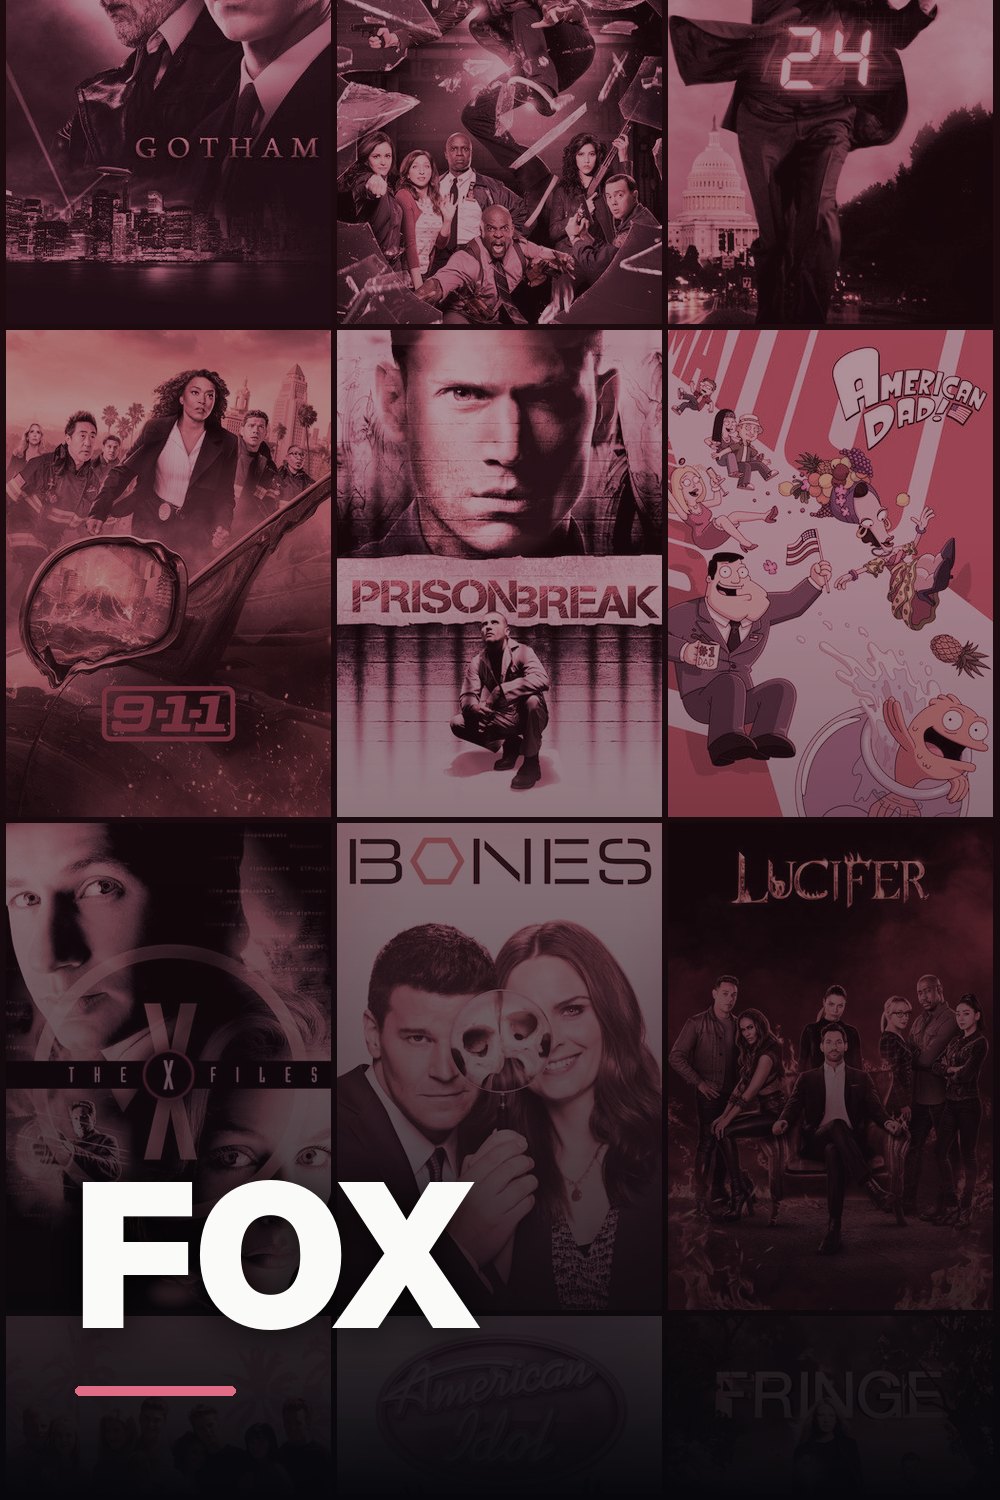 GOTHAM
24
9-1-1
PRISON BREAK
AMERICAN
DAD!
#1
DAD
BONES
LUCIFER
THE X FILES
FOX
American
Idol
FRINGE